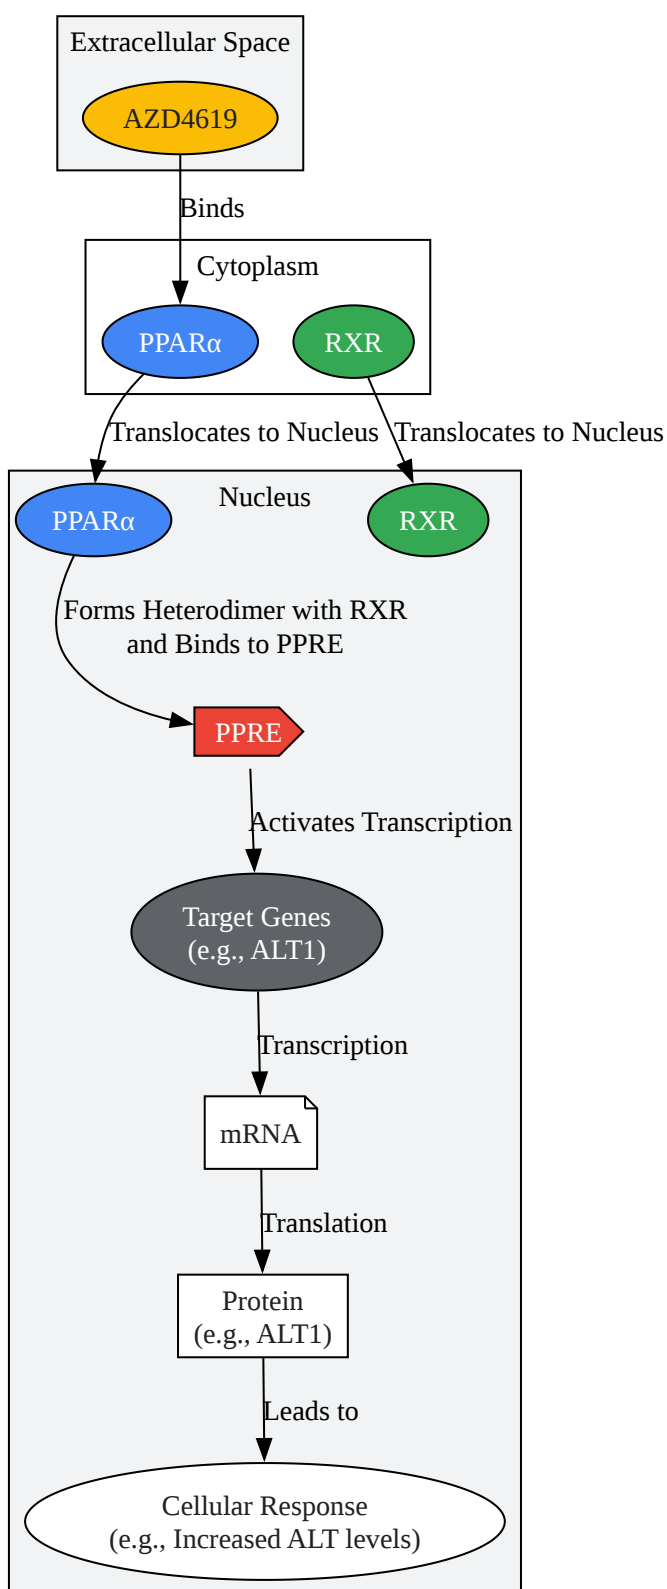 Extracellular Space
AZD4619
Binds
Cytoplasm
PPARα
RXR
Translocates to Nucleus
Translocates to Nucleus
Nucleus
PPARα
RXR
Forms Heterodimer with RXR
and Binds to PPRE
PPRE
Activates Transcription
Target Genes
(e.g., ALT1)
Transcription
mRNA
Translation
Protein
(e.g., ALT1)
Leads to
Cellular Response
(e.g., Increased ALT levels)